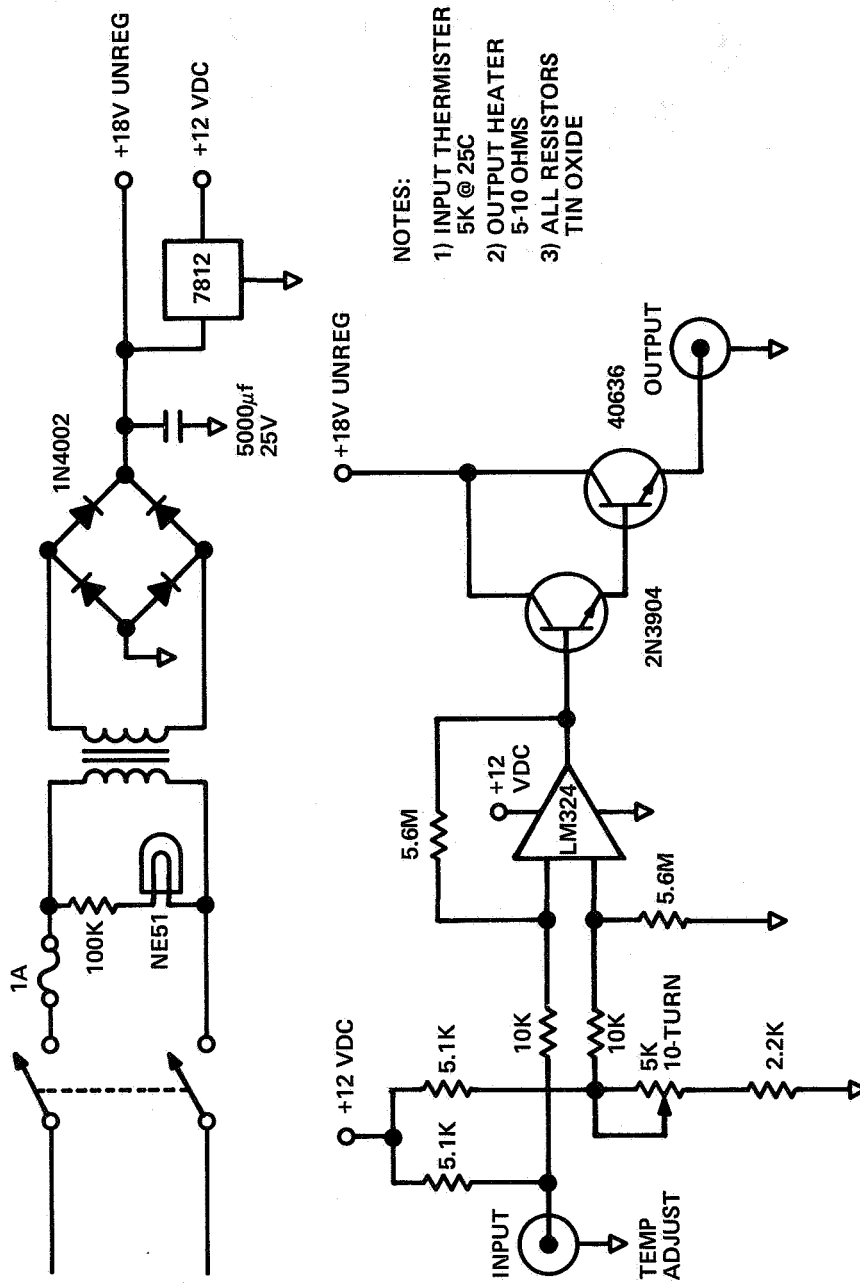 1A
100K
NE51
1N4002
5000µf
25V
7812
+18V UNREG
+12 VDC
+12 VDC
5.1K
5.1K
INPUT
TEMP
ADJUST
10K
10K
5K
10-TURN
2.2K
5.6M
5.6M
+12
VDC
LM324
2N3904
40636
+18V UNREG
OUTPUT
NOTES:
1) INPUT THERMISTER
5K @ 25C
2) OUTPUT HEATER
5-10 OHMS
3) ALL RESISTORS
TIN OXIDE